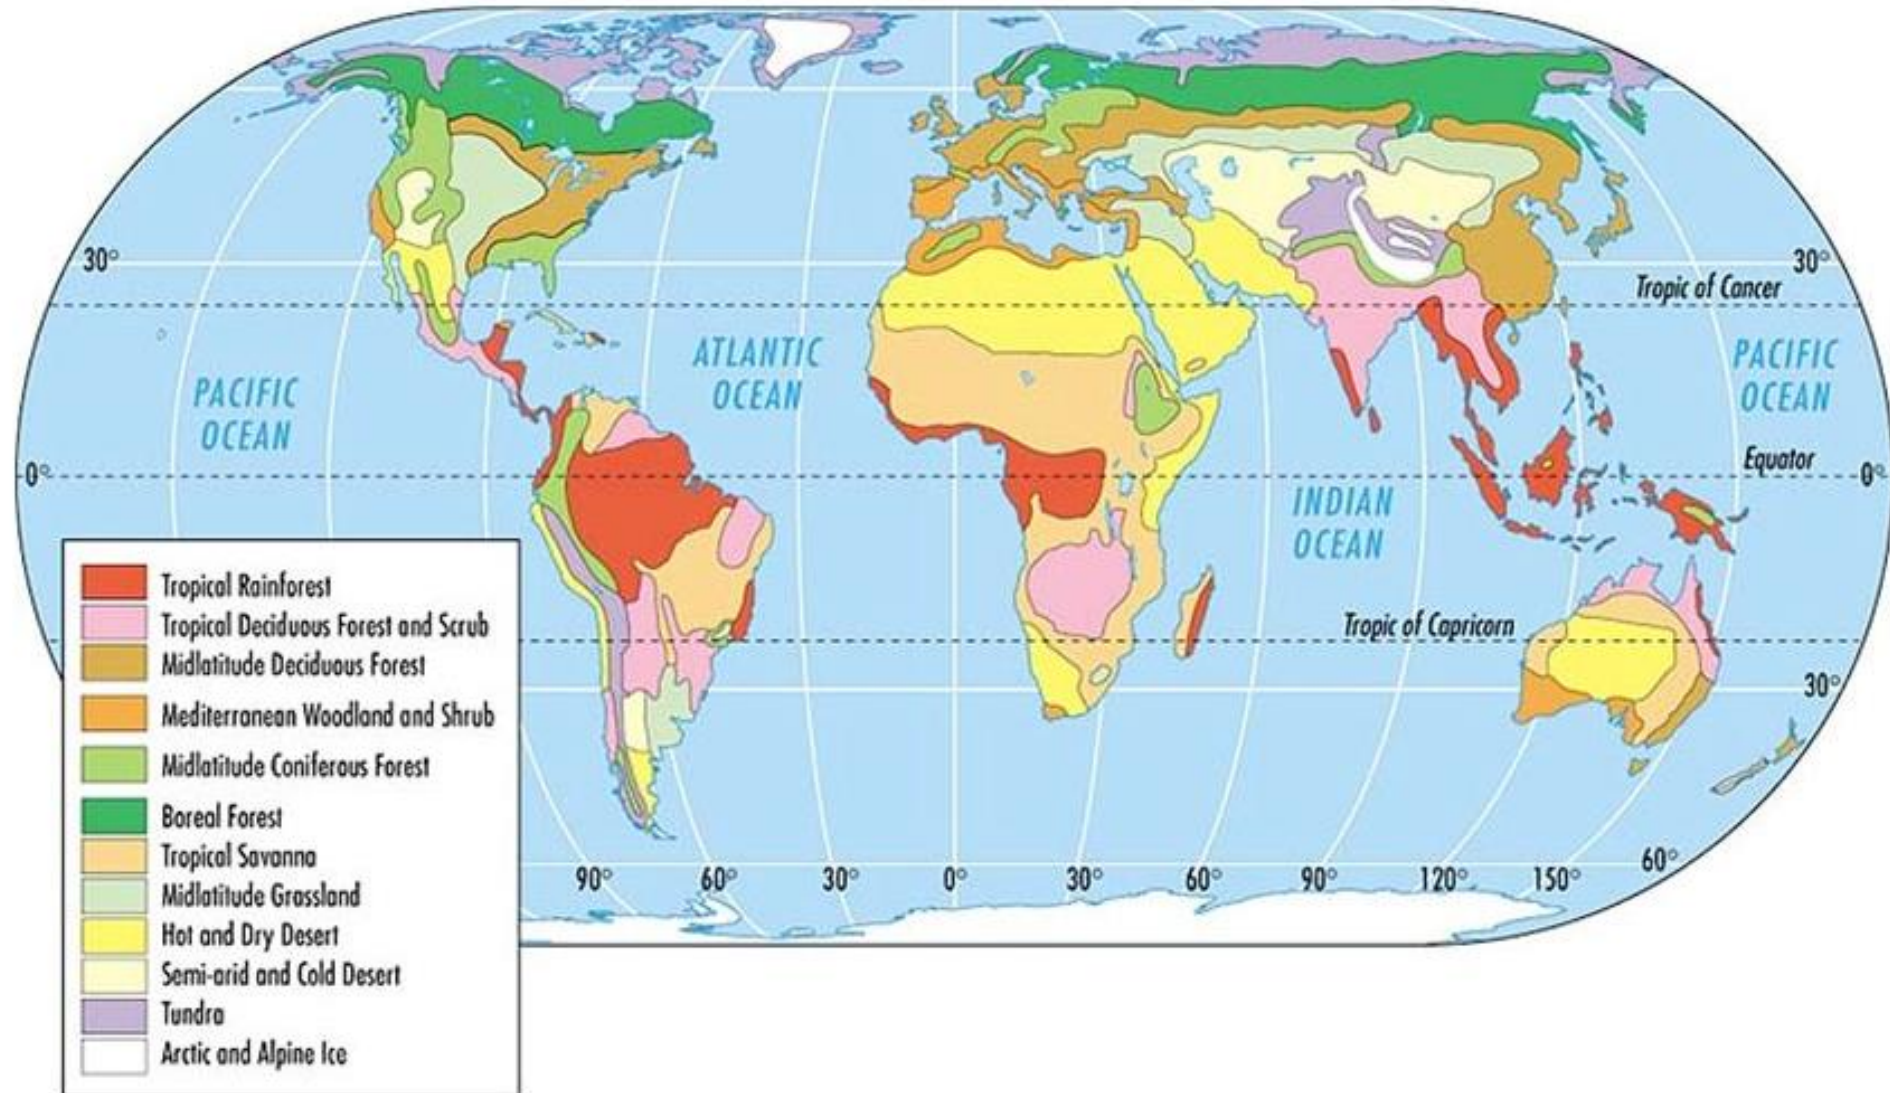 30°
30°
Tropic of Cancer
ATLANTIC
OCEAN
PACIFIC
OCEAN
PACIFIC
OCEAN
Equator
0°
0°
INDIAN
OCEAN
Tropic of Capricorn
30°
Tropical Rainforest
Tropical Deciduous Forest and Scrub
Midlatitude Deciduous Forest
Mediterranean Woodland and Shrub
Midlatitude Coniferous Forest
Boreal Forest
Tropical Savanna
Midlatitude Grassland
Hot and Dry Desert
Semi-arid and Cold Desert
Tundra
Arctic and Alpine Ice
60°
90° 60° 30° 0° 30° 60° 90° 120° 150°